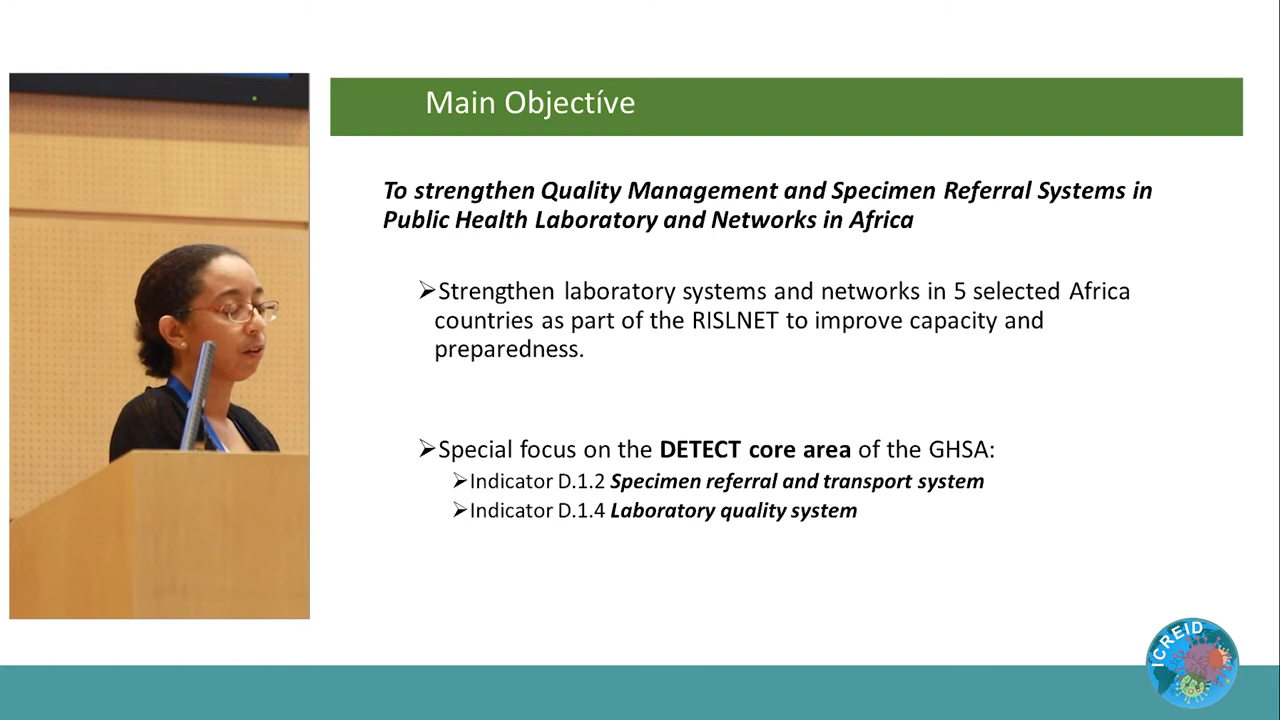 Main Objectíve
To strengthen Quality Management and Specimen Referral Systems in
Public Health Laboratory and Networks in Africa
➢Strengthen laboratory systems and networks in 5 selected Africa
countries as part of the RISLNET to improve capacity and
preparedness.
➢Special focus on the DETECT core area of the GHSA:
➢Indicator D.1.2 Specimen referral and transport system
➢Indicator D.1.4 Laboratory quality system
ICREID